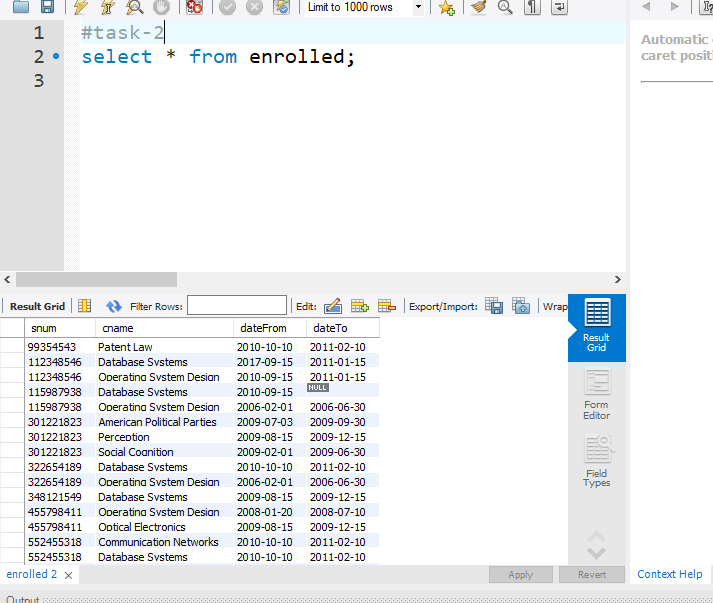 Limit to 1000 rows
1 #task-2
2 select * from enrolled;
3
Automatic
caret posit
Result Grid Filter Rows: Edit: Export/Import: Wrap
snum cname dateFrom dateTo
99354543 Patent Law 2010-10-10 2011-02-10
112348546 Database Systems 2017-09-15 2011-01-15
112348546 Operating System Design 2010-09-15 2011-01-15
115987938 Database Systems 2010-09-15 NULL
115987938 Operating System Design 2006-02-01 2006-06-30
301221823 American Political Parties 2009-07-03 2009-09-30
301221823 Perception 2009-08-15 2009-12-15
301221823 Social Cognition 2009-02-01 2009-06-30
322654189 Database Systems 2010-10-10 2011-02-10
322654189 Operating System Design 2006-02-01 2006-06-30
348121549 Database Systems 2009-08-15 2009-12-15
455798411 Operating System Design 2008-01-20 2008-07-10
455798411 Optical Electronics 2009-08-15 2009-12-15
552455318 Communication Networks 2010-10-10 2011-02-10
552455318 Database Systems 2010-10-10 2011-02-10
Result
Grid
Form
Editor
Field
Types
enrolled 2 Apply Revert Context Help
Output